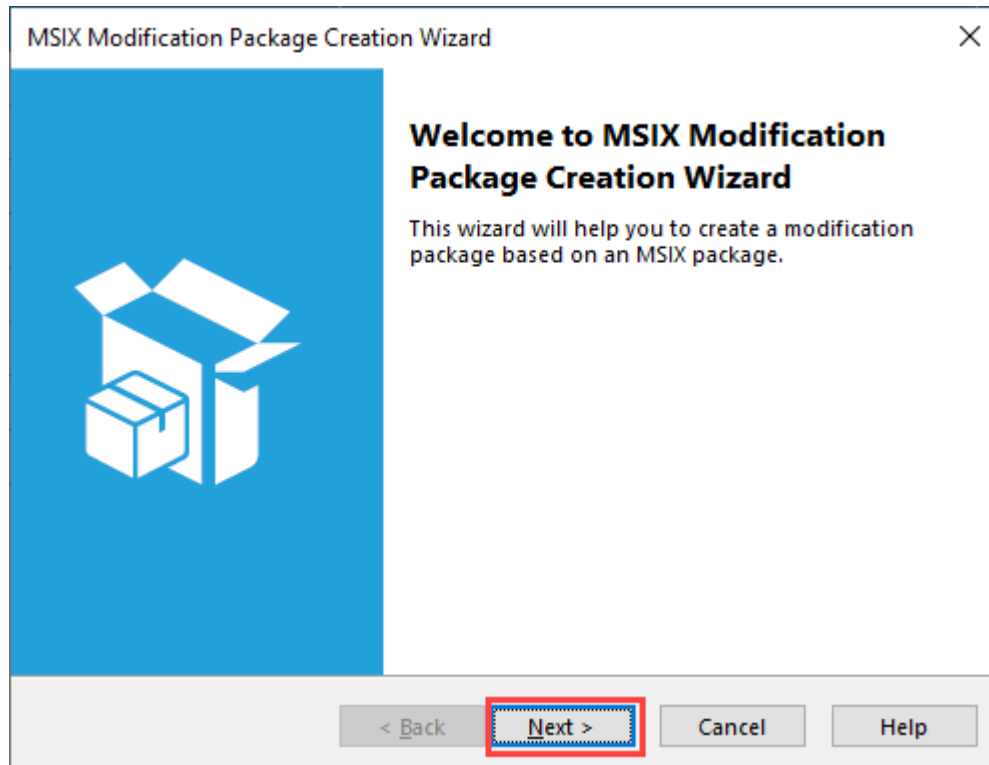 MSIX Modification Package Creation Wizard
Welcome to MSIX Modification
Package Creation Wizard
This wizard will help you to create a modification
package based on an MSIX package.
< Back Next > Cancel Help